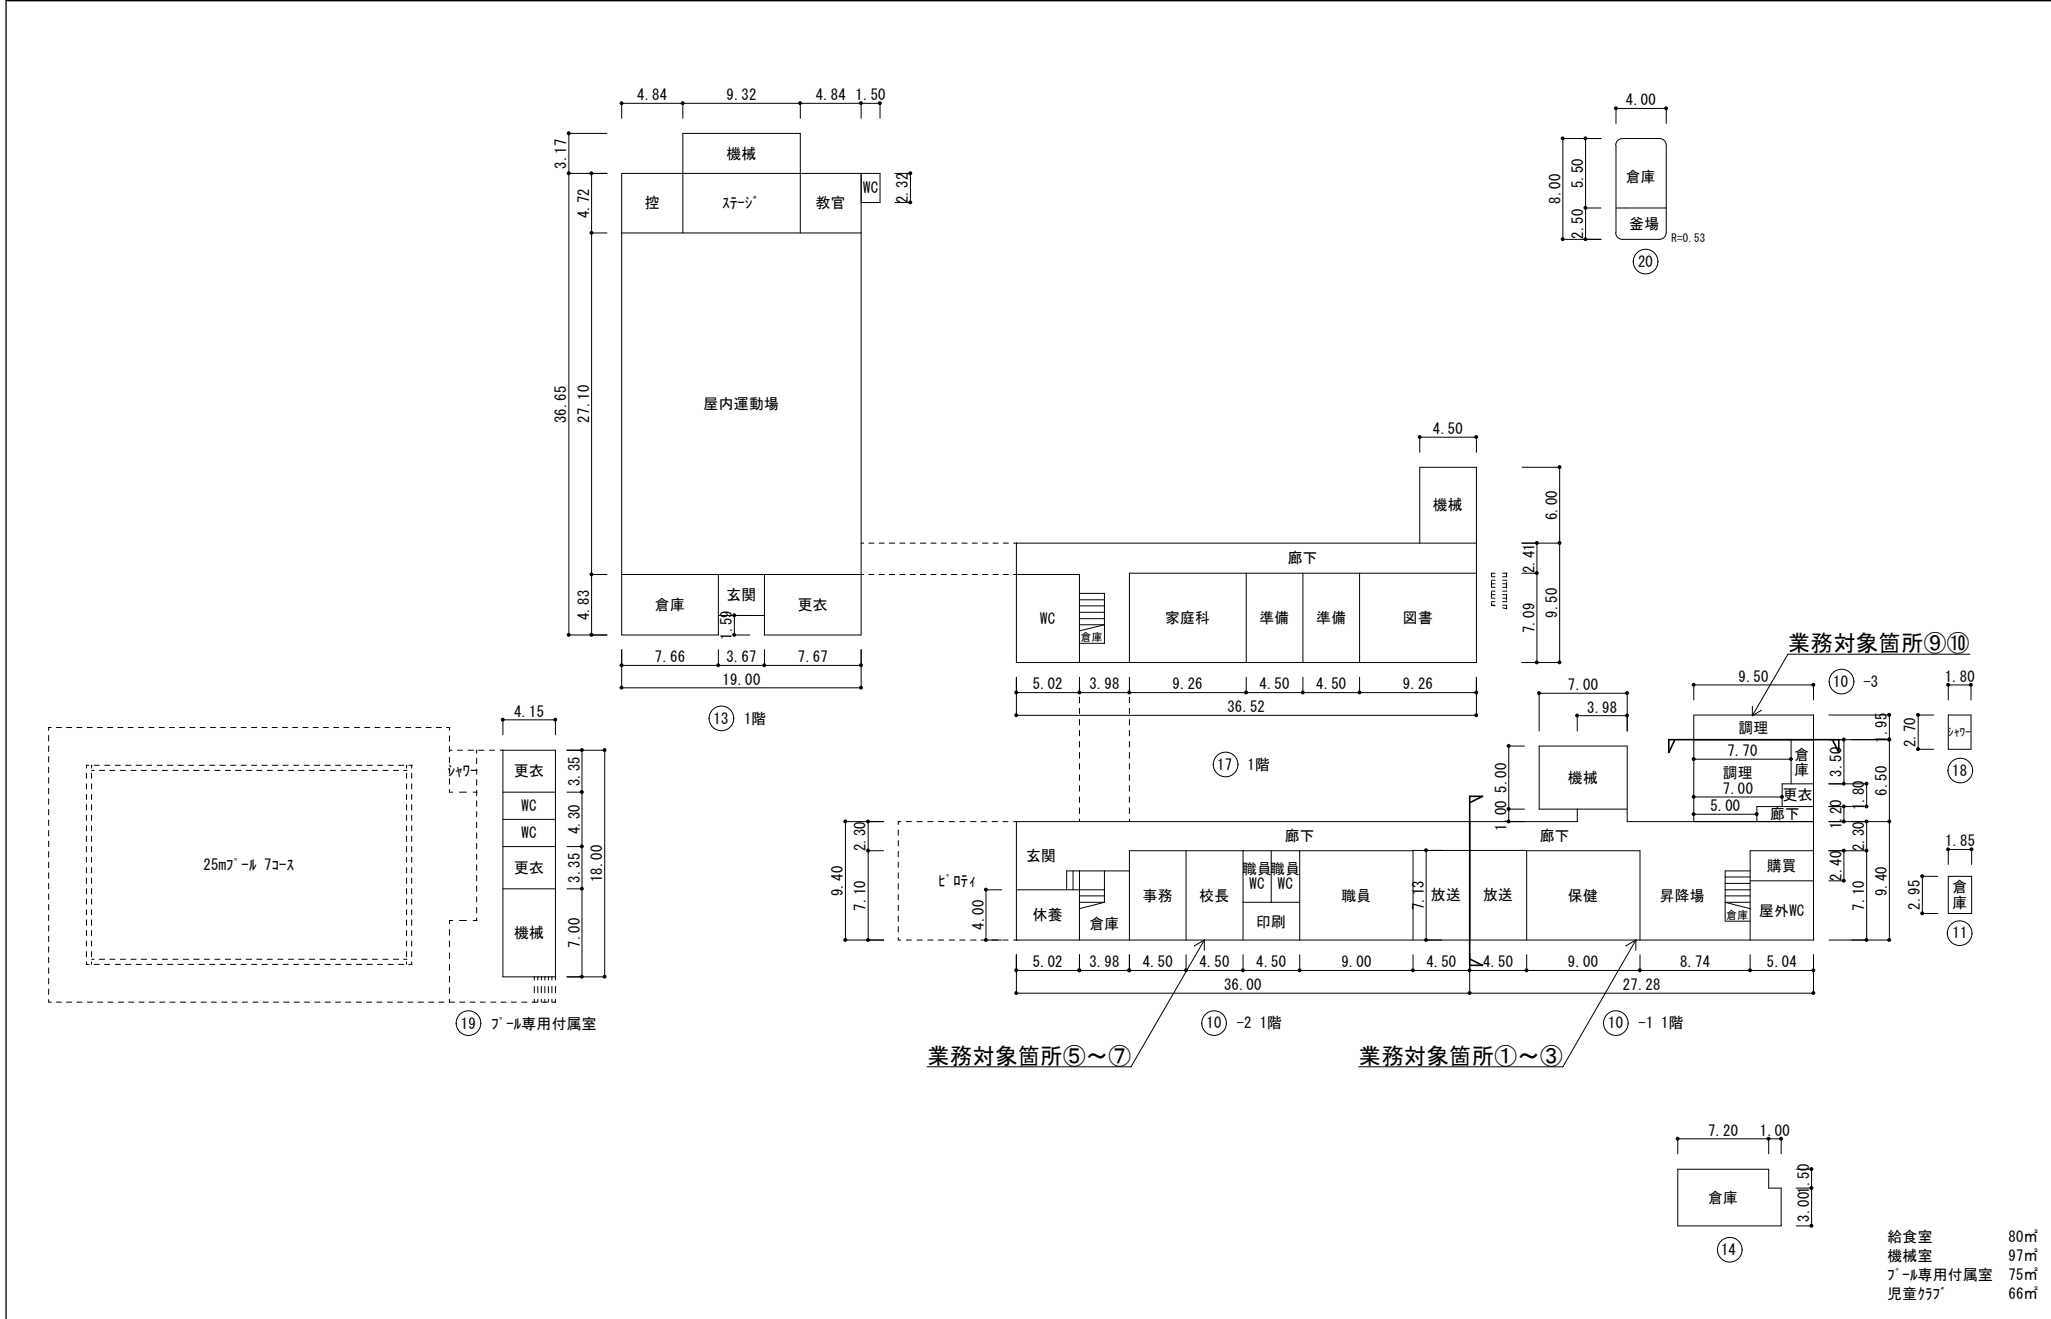 4.84 9.32 4.84 1.50
3.17
機械
4.72
控
ｽﾃｰｼﾞ
教官
WC
2.32
36.65
27.10
屋内運動場
4.83
倉庫
玄関
1.59
更衣
7.66 3.67 7.67
19.00
⑬ 1階
4.00
8.00
5.50
2.50
倉庫
釜場
R=0.53
⑳
4.50
機械
6.00
廊下
2.41
7.09
9.50
WC
倉庫
家庭科
準備
準備
図書
5.02 3.98 9.26 4.50 4.50 9.26
36.52
⑰ 1階
4.15
ｼｬﾜｰ
更衣
WC
WC
更衣
機械
3.35
4.30
3.35
7.00
18.00
25mﾌﾟｰﾙ 7ｺｰｽ
⑲ ﾌﾟｰﾙ専用付属室
業務対象箇所⑨⑩
9.50
⑩ -3
1.80
7.00
3.98
5.00
1.00
機械
調理
7.70
倉庫
調理
7.00
更衣
5.00
廊下
1.95
3.50
1.80
1.20
6.50
2.70
ｼｬﾜｰ
⑱
9.40
2.30
7.10
ﾋﾟﾛﾃｨ
4.00
廊下
廊下
玄関
休養
倉庫
事務
校長
職員WC
職員WC
印刷
職員
7.13
放送
放送
保健
昇降場
倉庫
購買
屋外WC
2.40
2.30
7.10
9.40
1.85
2.95
倉庫
⑪
5.02 3.98 4.50 4.50 4.50 9.00 4.50 4.50 9.00 8.74 5.04
36.00 27.28
⑩ -2 1階
⑩ -1 1階
業務対象箇所⑤～⑦
業務対象箇所①～③
7.20 1.00
1.50
3.00
倉庫
⑭
給食室 80㎡
機械室 97㎡
ﾌﾟｰﾙ専用付属室 75㎡
児童ｸﾗﾌﾞ 66㎡